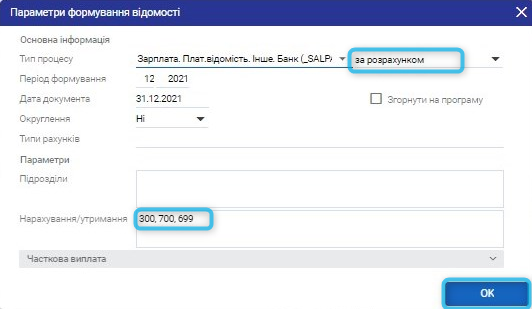 Параметри формування відомості
Основна інформація
Тип процесу Зарплата. Плат.відомість. Інше. Банк (_SALPA за розрахунком
Період формування 12 2021
Дата документа 31.12.2021 Згорнути на програму
Округлення Ні
Типи рахунків
Параметри
Підрозділи
Нарахування/утримання 300, 700, 699
Часткова виплата
OK